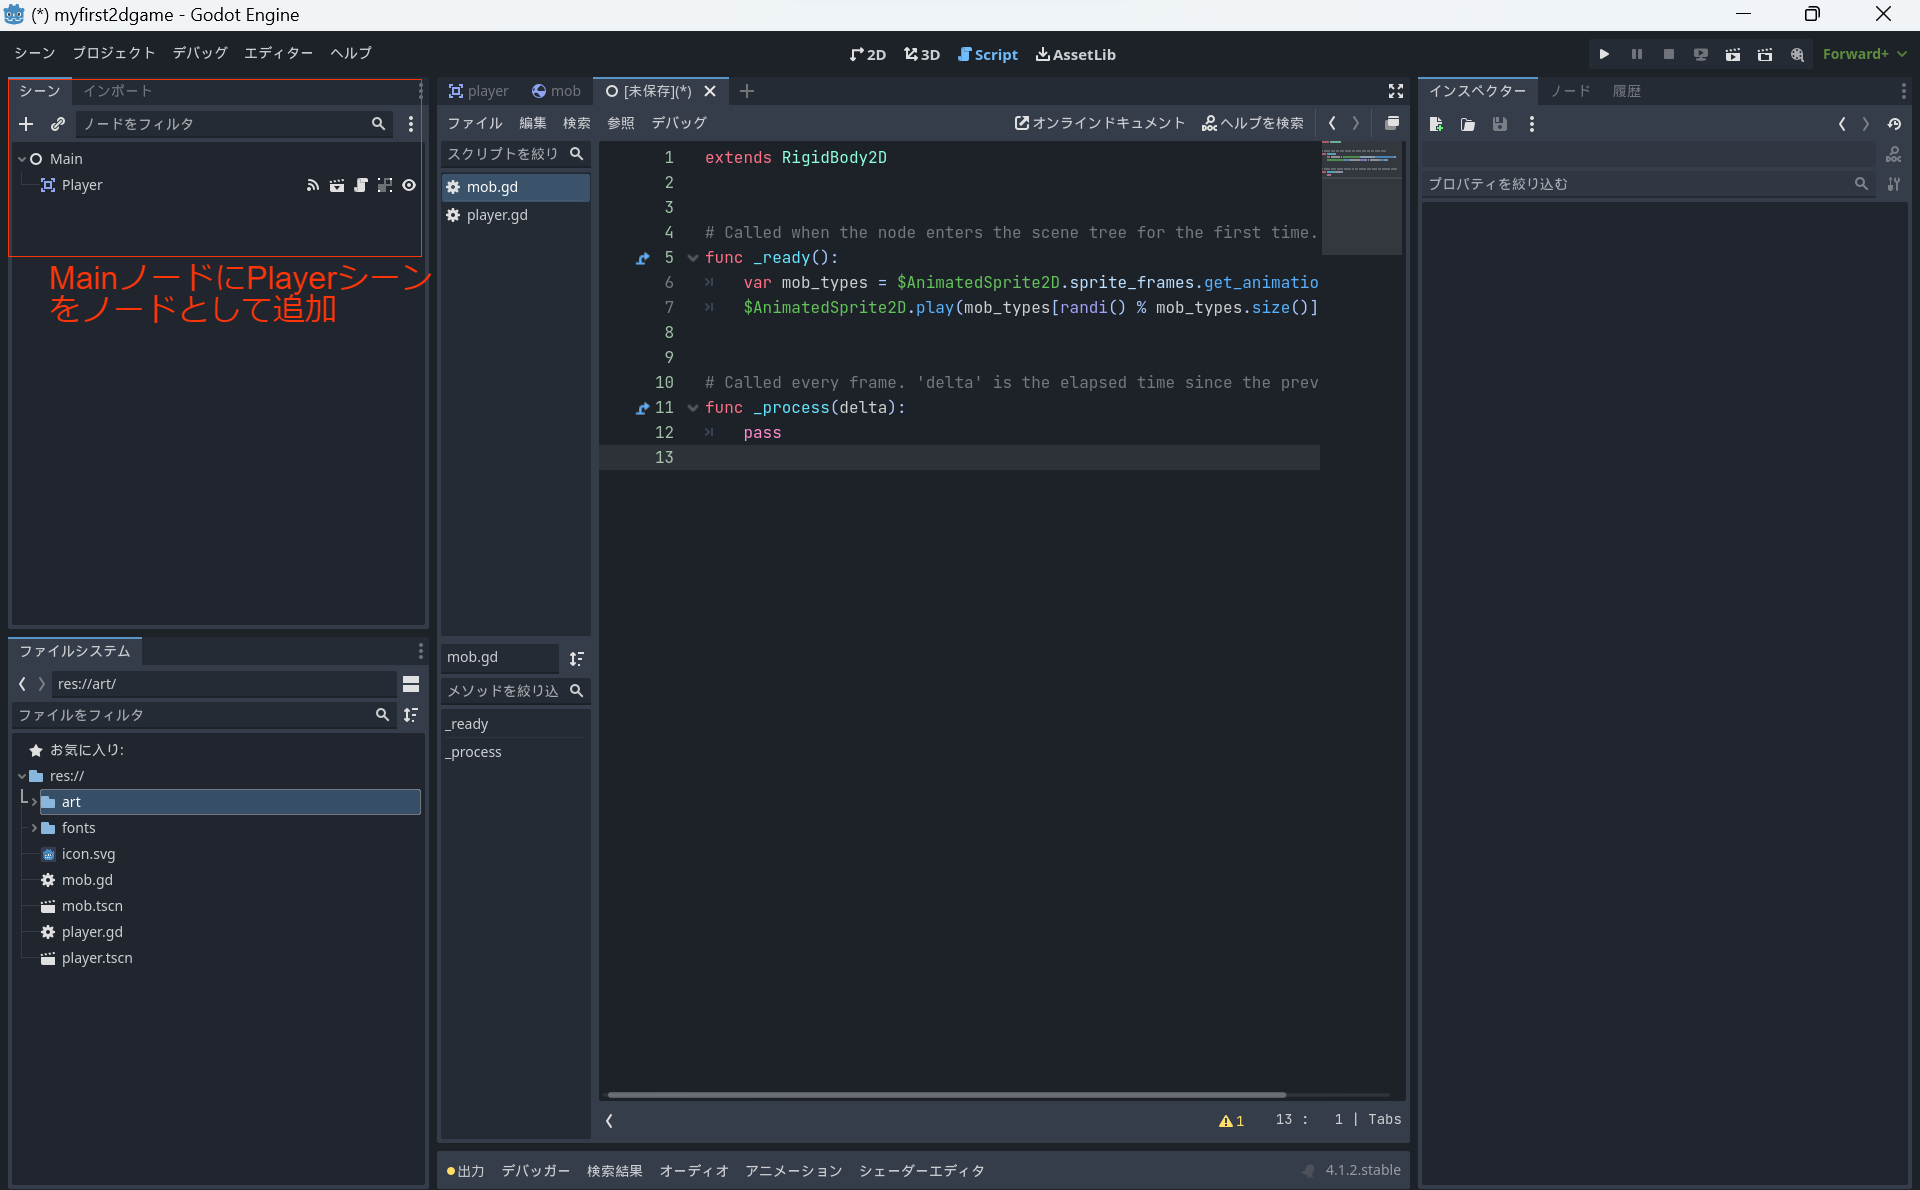 (*) myfirst2dgame - Godot Engine
シーン プロジェクト デバッグ エディター ヘルプ
2D 3D Script AssetLib
Forward+
シーン インポート
ノードをフィルタ
Main
Player
MainノードにPlayerシーン
をノードとして追加
ファイルシステム
res://art/
ファイルをフィルタ
お気に入り:
res://
art
fonts
icon.svg
mob.gd
mob.tscn
player.gd
player.tscn
player mob [未保存](*)
ファイル 編集 検索 参照 デバッグ
オンラインドキュメント DOC ヘルプを検索
スクリプトを絞り
mob.gd
player.gd
mob.gd
メソッドを絞り込
_ready
_process
1 extends RigidBody2D
2
3
4 # Called when the node enters the scene tree for the first time.
5 func _ready():
6 var mob_types = $AnimatedSprite2D.sprite_frames.get_animatio
7 $AnimatedSprite2D.play(mob_types[randi() % mob_types.size()]
8
9
10 # Called every frame. 'delta' is the elapsed time since the prev
11 func _process(delta):
12 pass
13
1 13 : 1 | Tabs
出力 デバッガー 検索結果 オーディオ アニメーション シェーダーエディタ
4.1.2.stable
インスペクター ノード 履歴
DOC
プロパティを絞り込む